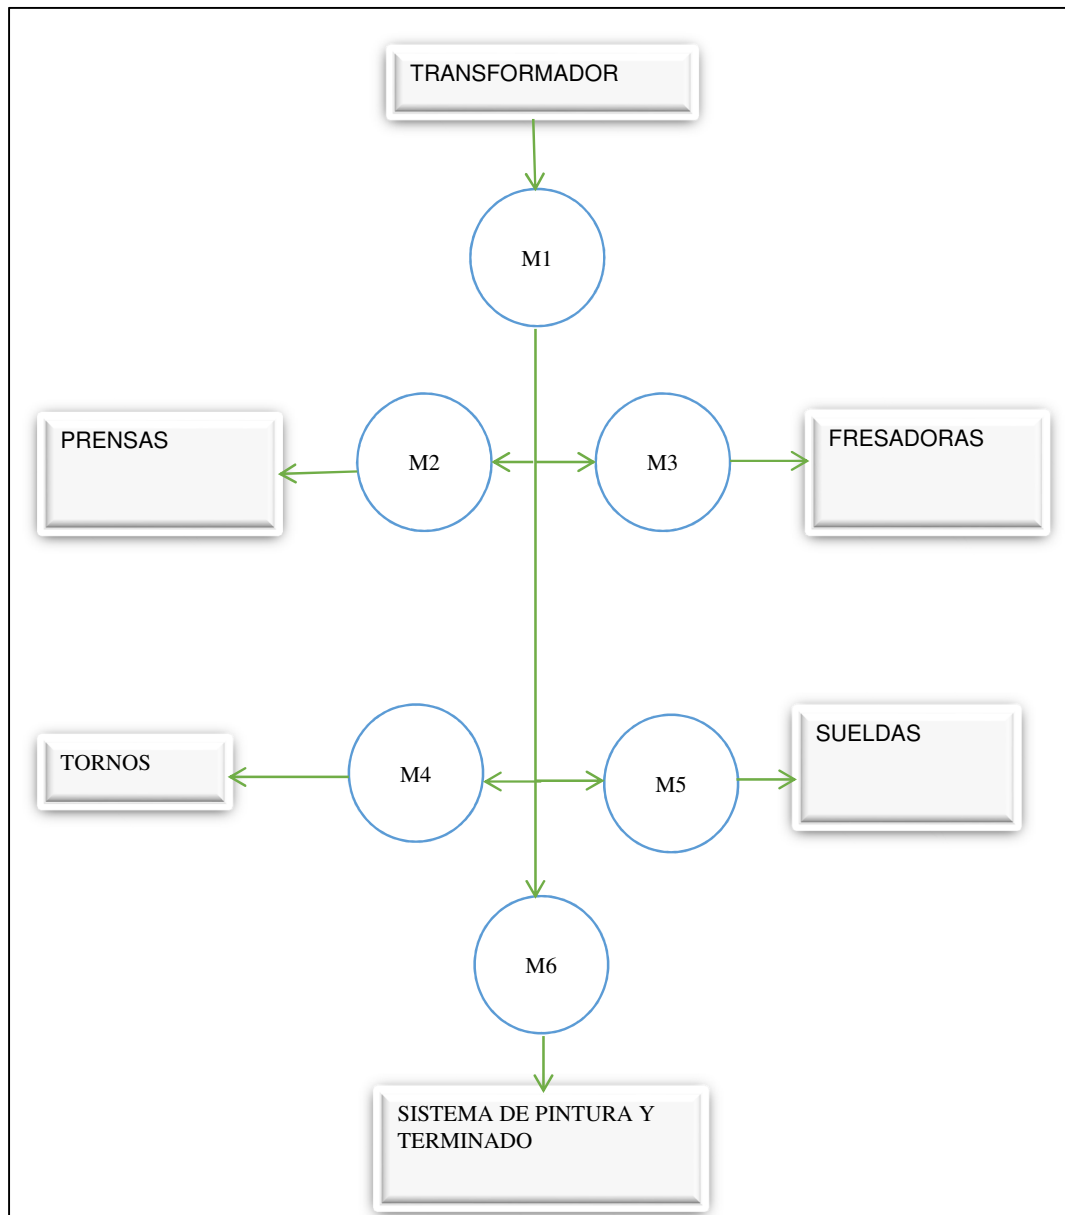 TRANSFORMADOR
M1
PRENSAS
M2
M3
FRESADORAS
TORNOS
M4
M5
SUELDAS
M6
SISTEMA DE PINTURA Y
TERMINADO